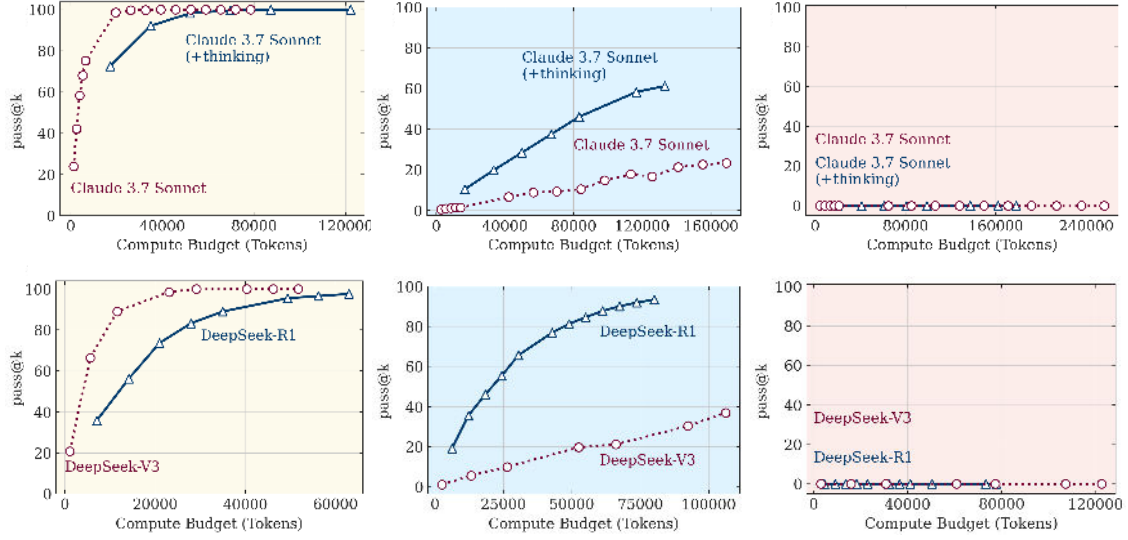 100
80
60
40
20
0
pass@k
Claude 3.7 Sonnet
(+thinking)
Claude 3.7 Sonnet
0
40000
80000
120000
Compute Budget (Tokens)
100
80
60
40
20
0
pass@k
Claude 3.7 Sonnet
(+thinking)
Claude 3.7 Sonnet
0
40000
80000
120000
160000
Compute Budget (Tokens)
100
80
60
40
20
0
pass@k
Claude 3.7 Sonnet
Claude 3.7 Sonnet
(+thinking)
0
80000
160000
240000
Compute Budget (Tokens)
100
80
60
40
20
0
pass@k
DeepSeek-R1
DeepSeek-V3
0
20000
40000
60000
Compute Budget (Tokens)
100
80
60
40
20
0
pass@k
DeepSeek-R1
DeepSeek-V3
0
25000
50000
75000
100000
Compute Budget (Tokens)
100
80
60
40
20
0
pass@k
DeepSeek-V3
DeepSeek-R1
0
40000
80000
120000
Compute Budget (Tokens)